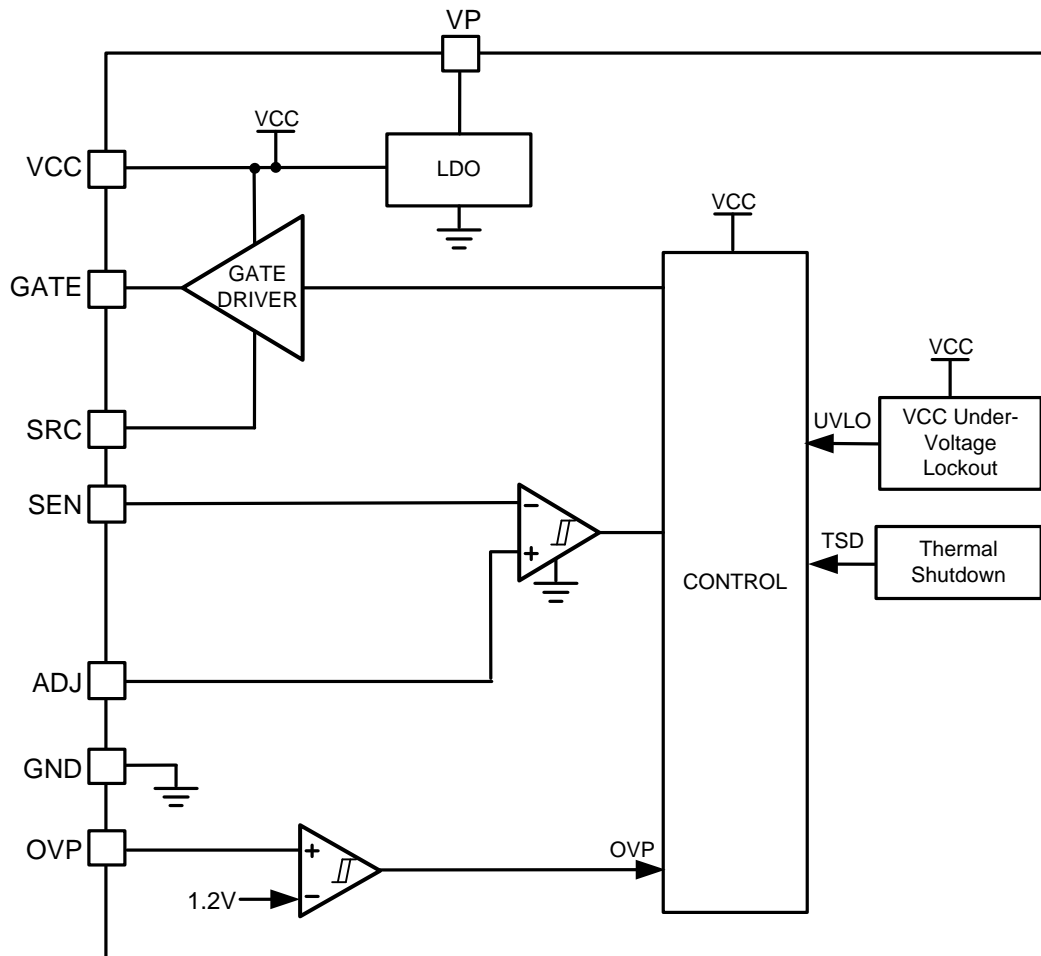 VP
VCC
VCC
LDO
VCC
GATE
GATE
DRIVER
VCC
SRC
UVLO
VCC Under-
Voltage
Lockout
SEN
−
+
TSD
Thermal
Shutdown
CONTROL
ADJ
GND
OVP
+
OVP
1.2V
−